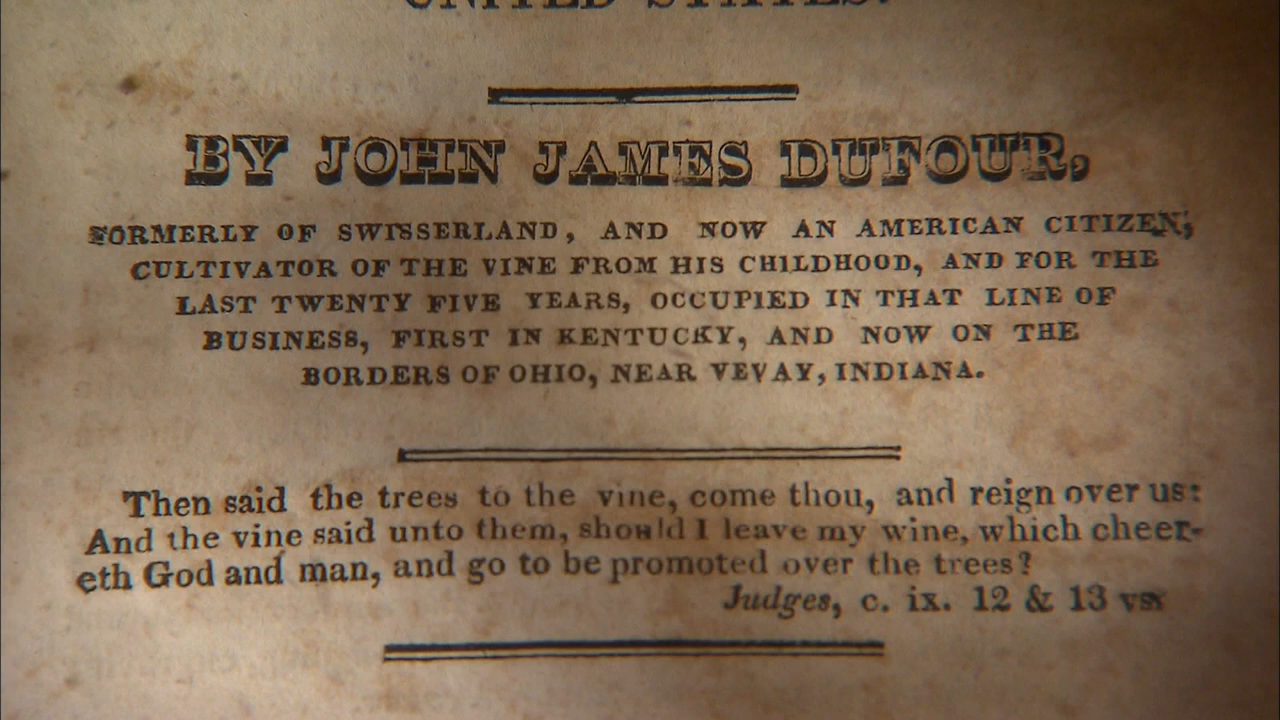 UNITED STATES.
BY JOHN JAMES DUFOUR,
FORMERLY OF SWISSERLAND, AND NOW AN AMERICAN CITIZEN,
CULTIVATOR OF THE VINE FROM HIS CHILDHOOD, AND FOR THE
LAST TWENTY FIVE YEARS, OCCUPIED IN THAT LINE OF
BUSINESS, FIRST IN KENTUCKY, AND NOW ON THE
BORDERS OF OHIO, NEAR VEVAY, INDIANA.
Then said the trees to the vine, come thou, and reign over us:
And the vine said unto them, should I leave my wine, which cheer-
eth God and man, and go to be promoted over the trees?
Judges, c. ix. 12 & 13 vs.